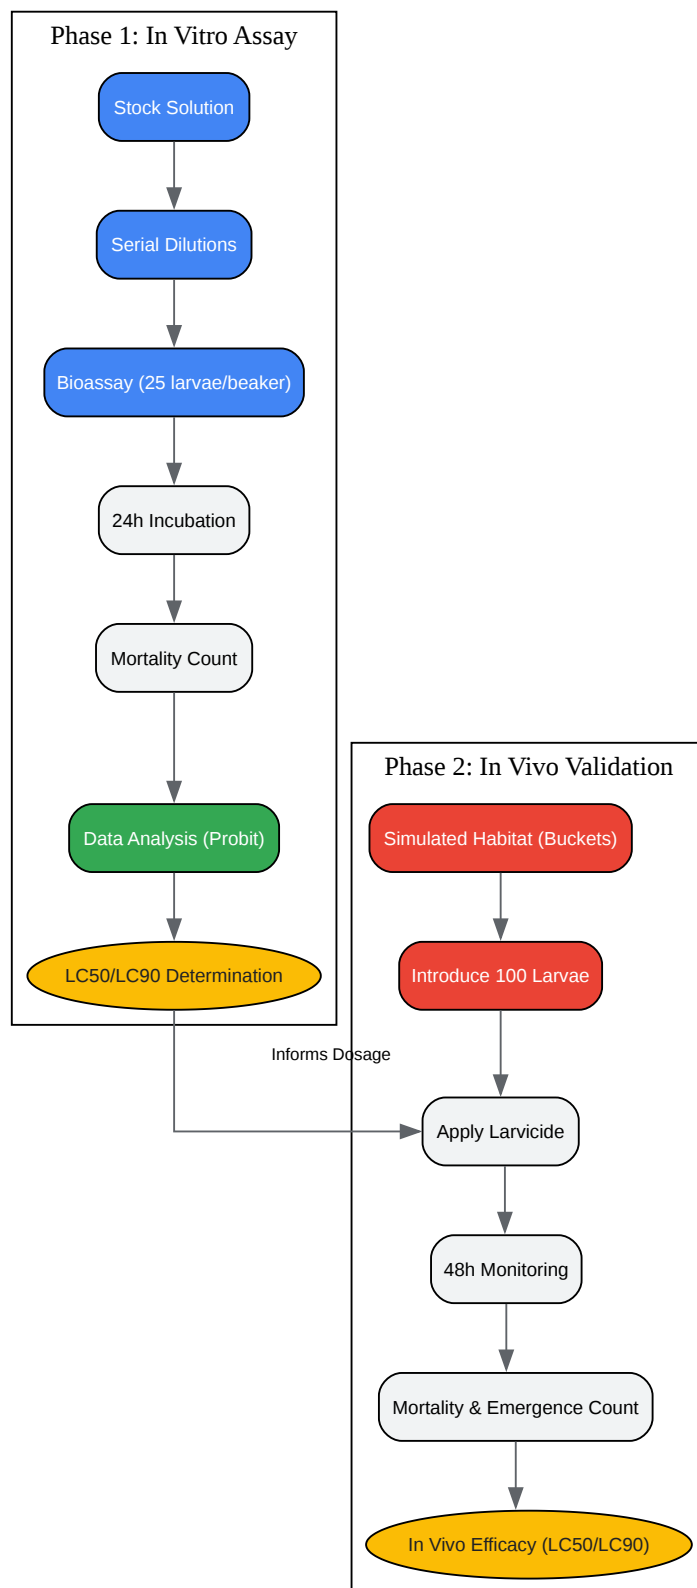 Phase 1: In Vitro Assay
Stock Solution
Serial Dilutions
Bioassay (25 larvae/beaker)
24h Incubation
Mortality Count
Data Analysis (Probit)
LC50/LC90 Determination
Informs Dosage
Phase 2: In Vivo Validation
Simulated Habitat (Buckets)
Introduce 100 Larvae
Apply Larvicide
48h Monitoring
Mortality & Emergence Count
In Vivo Efficacy (LC50/LC90)